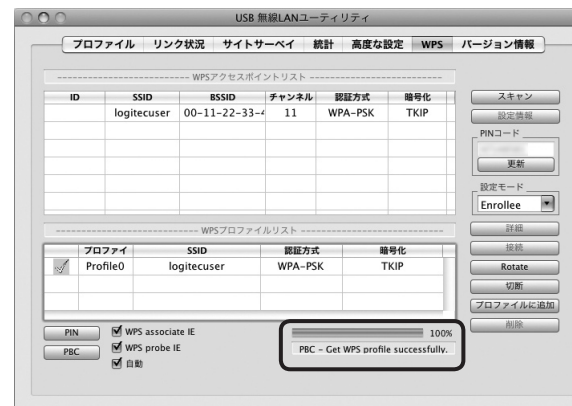 USB 無線LANユーティリティ
プロファイル リンク状況 サイトサーベイ 統計 高度な設定 WPS バージョン情報
WPSアクセスポイントリスト
ID SSID BSSID チャンネル 認証方式 暗号化
logitecuser 00-11-22-33-4 11 WPA-PSK TKIP
スキャン
設定情報
PINコード
更新
設定モード
Enrollee
WPSプロファイルリスト
プロファイ SSID 認証方式 暗号化
Profile0 logitecuser WPA-PSK TKIP
詳細
接続
Rotate
切断
プロファイルに追加
削除
PIN
PBC
WPS associate IE
WPS probe IE
自動
100%
PBC - Get WPS profile successfully.